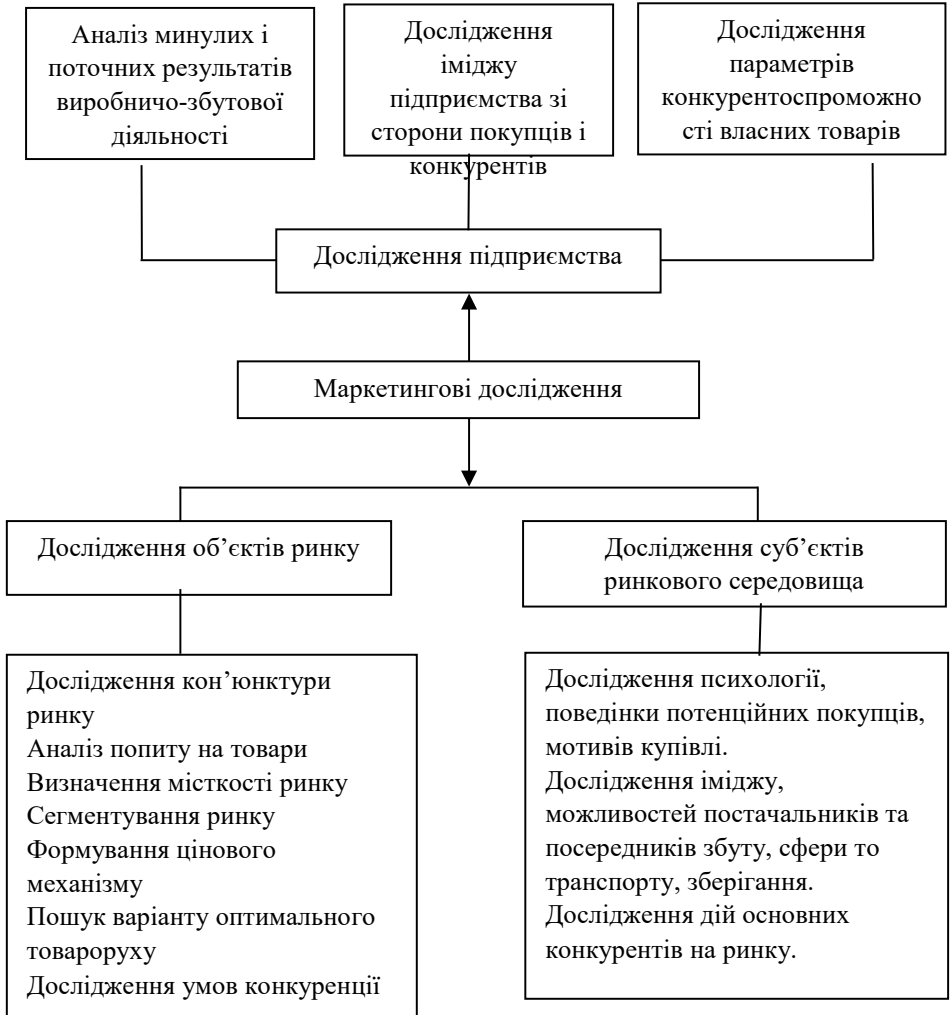 Аналіз минулих і
поточних результатів
виробничо-збутової
діяльності
Дослідження
іміджу
підприємства зі
сторони покупців і
конкурентів
Дослідження
параметрів
конкурентоспроможно
сті власних товарів
Дослідження підприємства
Маркетингові дослідження
Дослідження об’єктів ринку
Дослідження суб’єктів
ринкового середовища
Дослідження кон’юнктури
ринку
Аналіз попиту на товари
Визначення місткості ринку
Сегментування ринку
Формування цінового
механізму
Пошук варіанту оптимального
товароруху
Дослідження умов конкуренції
Дослідження психології,
поведінки потенційних покупців,
мотивів купівлі.
Дослідження іміджу,
можливостей постачальників та
посередників збуту, сфери то
транспорту, зберігання.
Дослідження дій основних
конкурентів на ринку.